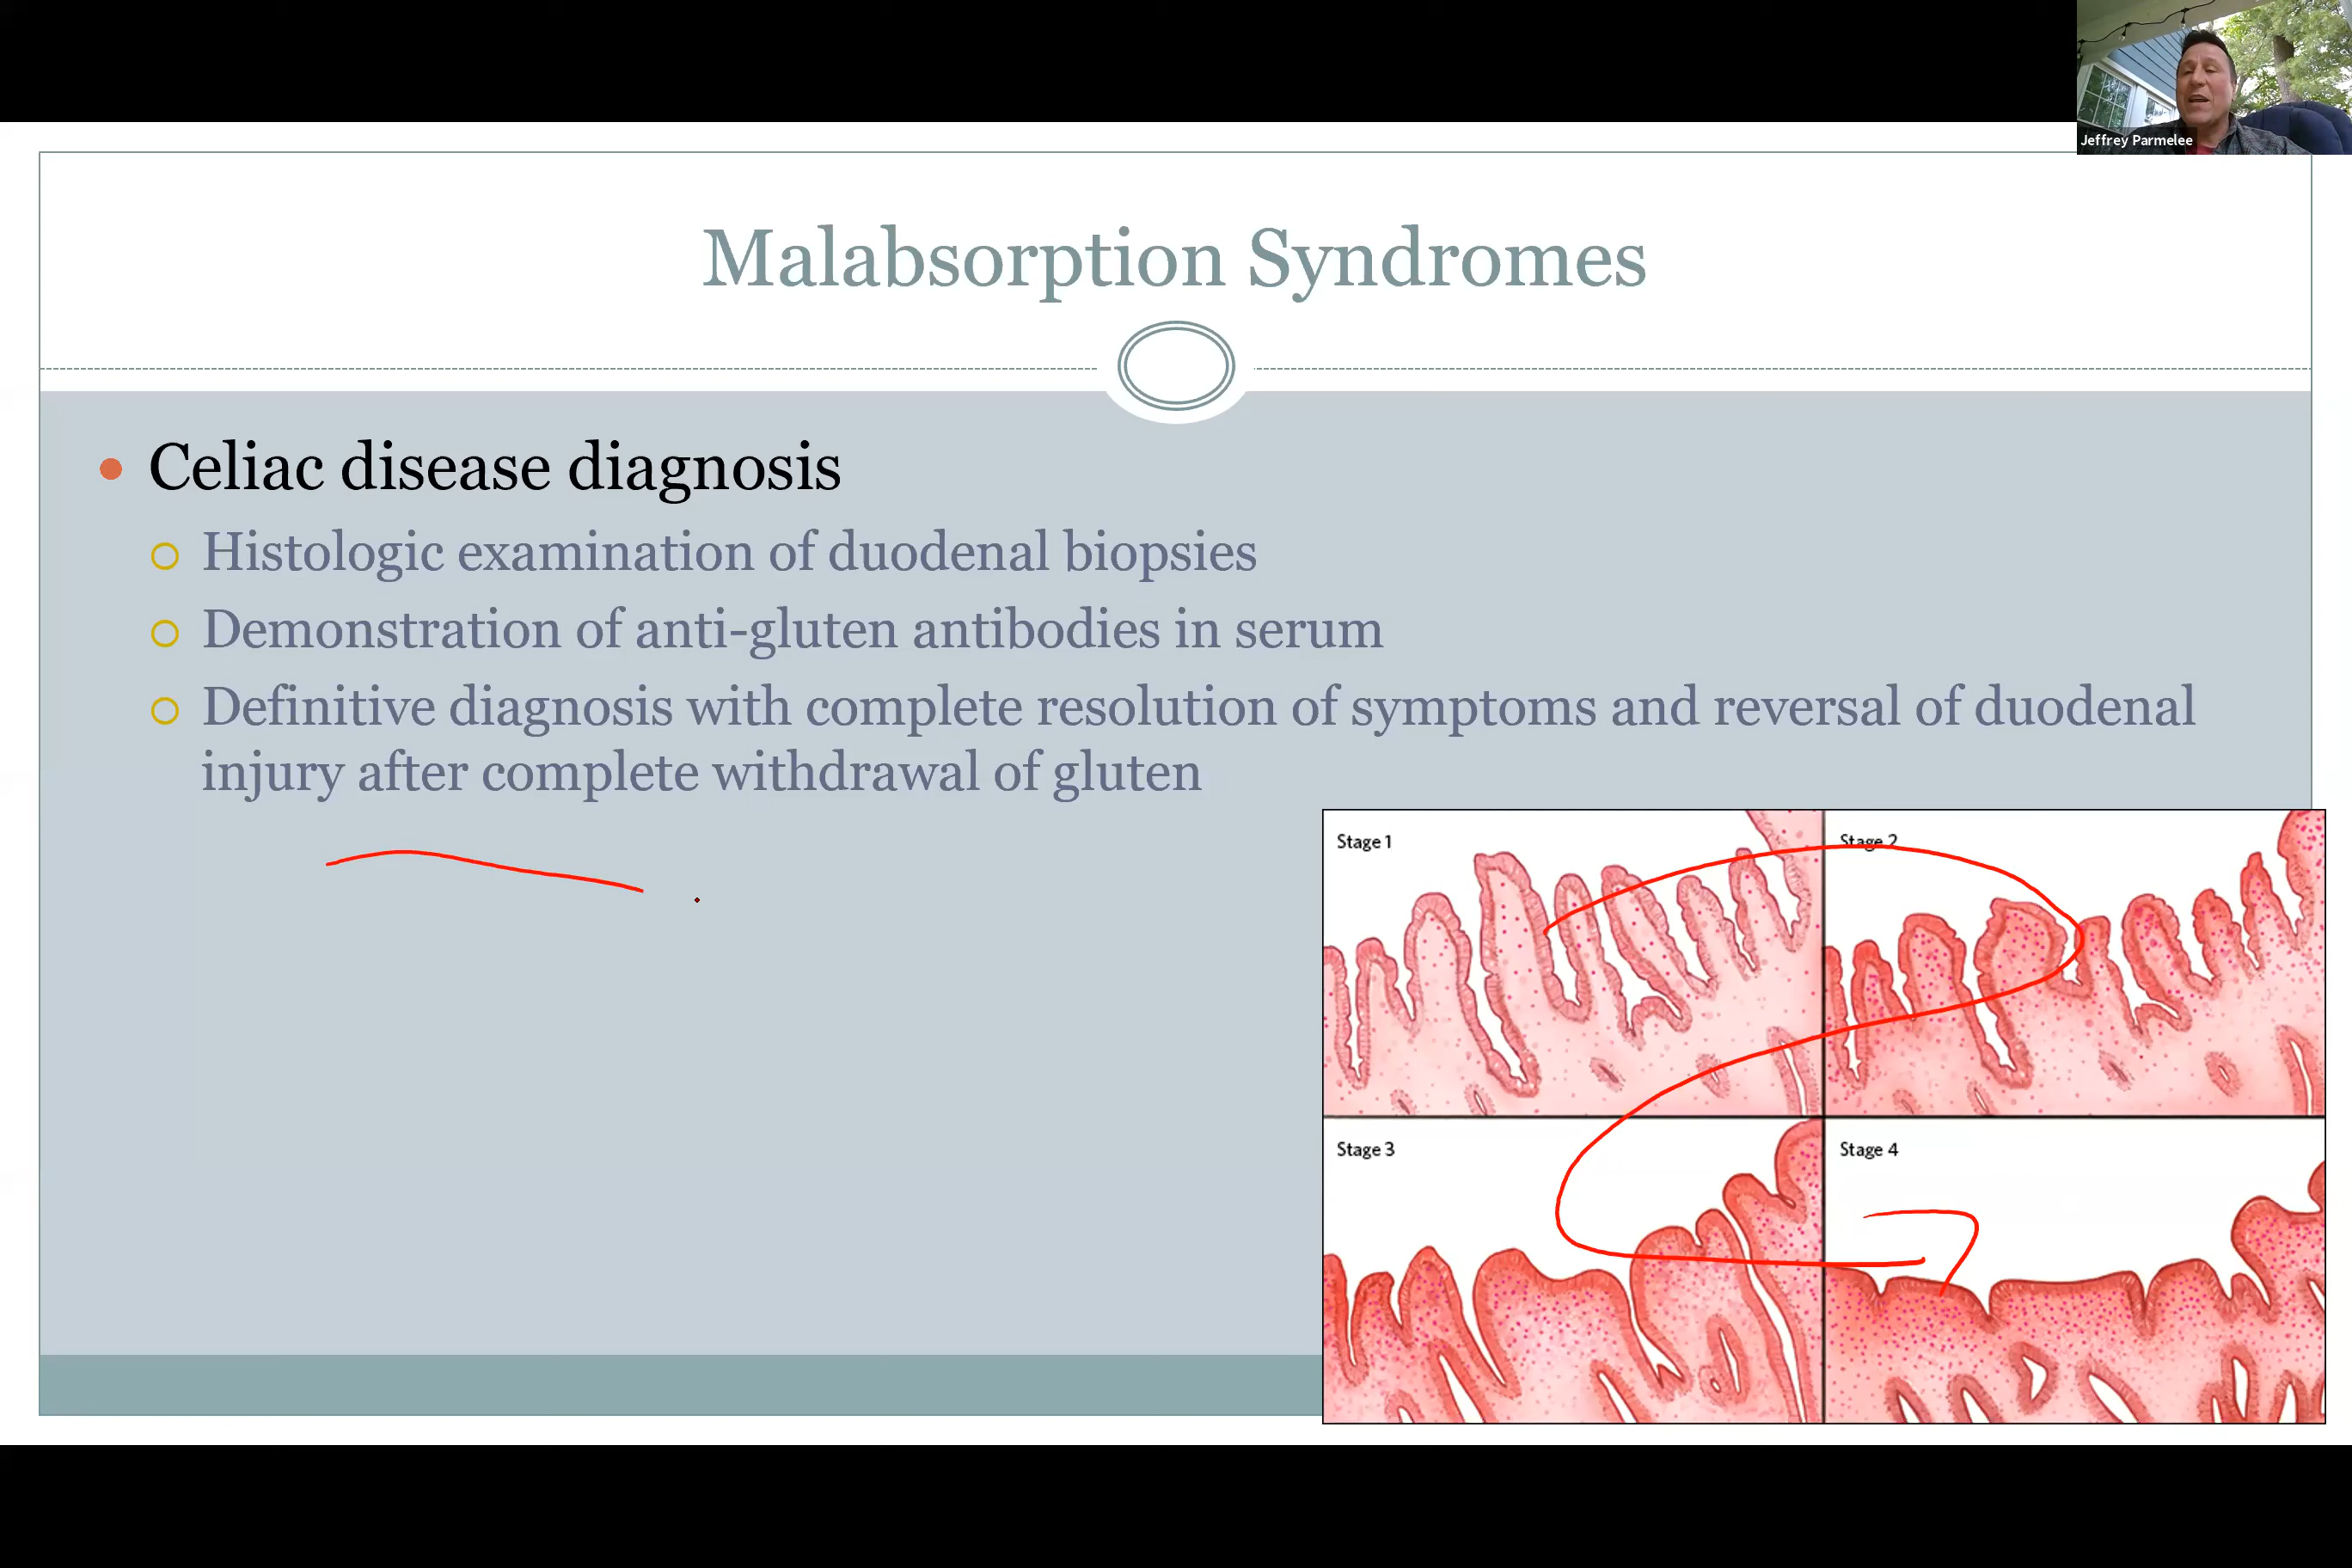 Jeffrey Parmelee
Malabsorption Syndromes
Celiac disease diagnosis
Histologic examination of duodenal biopsies
Demonstration of anti-gluten antibodies in serum
Definitive diagnosis with complete resolution of symptoms and reversal of duodenal
injury after complete withdrawal of gluten
Stage 1
Stage 2
Stage 3
Stage 4